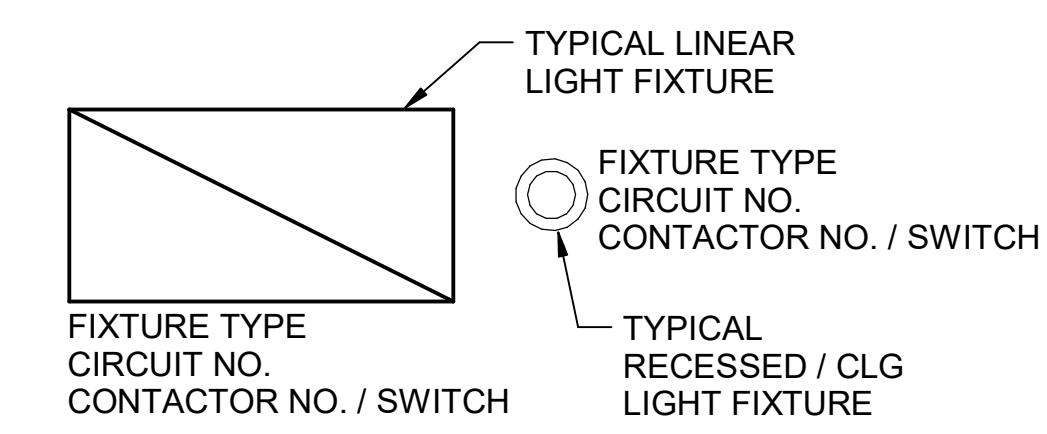 TYPICAL LINEAR
LIGHT FIXTURE
FIXTURE TYPE
CIRCUIT NO.
CONTACTOR NO. / SWITCH
FIXTURE TYPE
CIRCUIT NO.
CONTACTOR NO. / SWITCH
TYPICAL
RECESSED / CLG
LIGHT FIXTURE